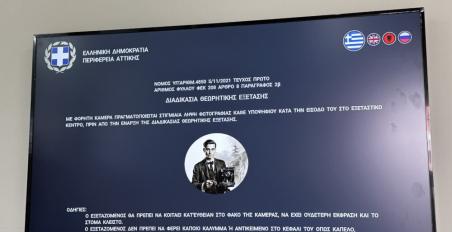 ΕΛΛΗΝΙΚΗ ΔΗΜΟΚΡΑΤΙΑ
ΠΕΡΙΦΕΡΕΙΑ ΑΤΤΙΚΗΣ
ΝΟΜΟΣ ΥΠ'ΑΡΙΘΜ.4850 5/11/2021 ΤΕΥΧΟΣ ΠΡΩΤΟ
ΑΡΙΘΜΟΣ ΦΥΛΛΟΥ ΦΕΚ 208 ΑΡΘΡΟ 8 ΠΑΡΑΓΡΑΦΟΣ 2β
ΔΙΑΔΙΚΑΣΙΑ ΘΕΩΡΗΤΙΚΗΣ ΕΞΕΤΑΣΗΣ
ΜΕ ΦΟΡΗΤΗ ΚΑΜΕΡΑ ΠΡΑΓΜΑΤΟΠΟΙΕΙΤΑΙ ΣΤΙΓΜΙΑΙΑ ΛΗΨΗ ΦΩΤΟΓΡΑΦΙΑΣ ΚΑΘΕ ΥΠΟΨΗΦΙΟΥ ΚΑΤΑ ΤΗΝ ΕΙΣΟΔΟ ΤΟΥ ΣΤΟ ΕΞΕΤΑΣΤΙΚΟ
ΚΕΝΤΡΟ, ΠΡΙΝ ΑΠΟ ΤΗΝ ΕΝΑΡΞΗ ΤΗΣ ΔΙΑΔΙΚΑΣΙΑΣ ΘΕΩΡΗΤΙΚΗΣ ΕΞΕΤΑΣΗΣ.
ΟΔΗΓΙΕΣ:
Ο ΕΞΕΤΑΖΟΜΕΝΟΣ ΘΑ ΠΡΕΠΕΙ ΝΑ ΚΟΙΤΑΕΙ ΚΑΤΕΥΘΕΙΑΝ ΣΤΟ ΦΑΚΟ ΤΗΣ ΚΑΜΕΡΑΣ, ΝΑ ΕΧΕΙ ΟΥΔΕΤΕΡΗ ΕΚΦΡΑΣΗ ΚΑΙ ΤΟ
ΣΤΟΜΑ ΚΛΕΙΣΤΟ.
Ο ΕΞΕΤΑΖΟΜΕΝΟΣ ΔΕΝ ΠΡΕΠΕΙ ΝΑ ΦΕΡΕΙ ΚΑΠΟΙΟ ΚΑΛΥΜΜΑ Ή ΑΝΤΙΚΕΙΜΕΝΟ ΣΤΟ ΚΕΦΑΛΙ ΤΟΥ ΟΠΩΣ ΚΑΠΕΛΟ,